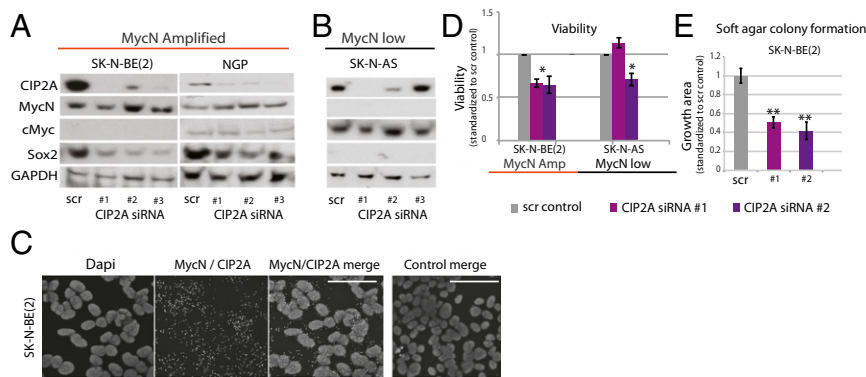 A
MycN Amplified
SK-N-BE(2) NGP
CIP2A
MycN
cMyc
Sox2
GAPDH
scr #1 #2 #3 scr #1 #2 #3
CIP2A siRNA CIP2A siRNA
B
MycN low
SK-N-AS
scr #1 #2 #3
CIP2A siRNA
D
Viability
Viability
(standardized to scr control)
1.5
1
0.5
0
*
*
SK-N-BE(2) SK-N-AS
MycN Amp MycN low
E
Soft agar colony formation
SK-N-BE(2)
Growth area
(standardized to scr control)
1.2
1
0.8
0.6
0.4
0.2
0
**
**
scr #1 #2
scr control CIP2A siRNA #1 CIP2A siRNA #2
C
Dapi MycN / CIP2A MycN/CIP2A merge Control merge
SK-N-BE(2)